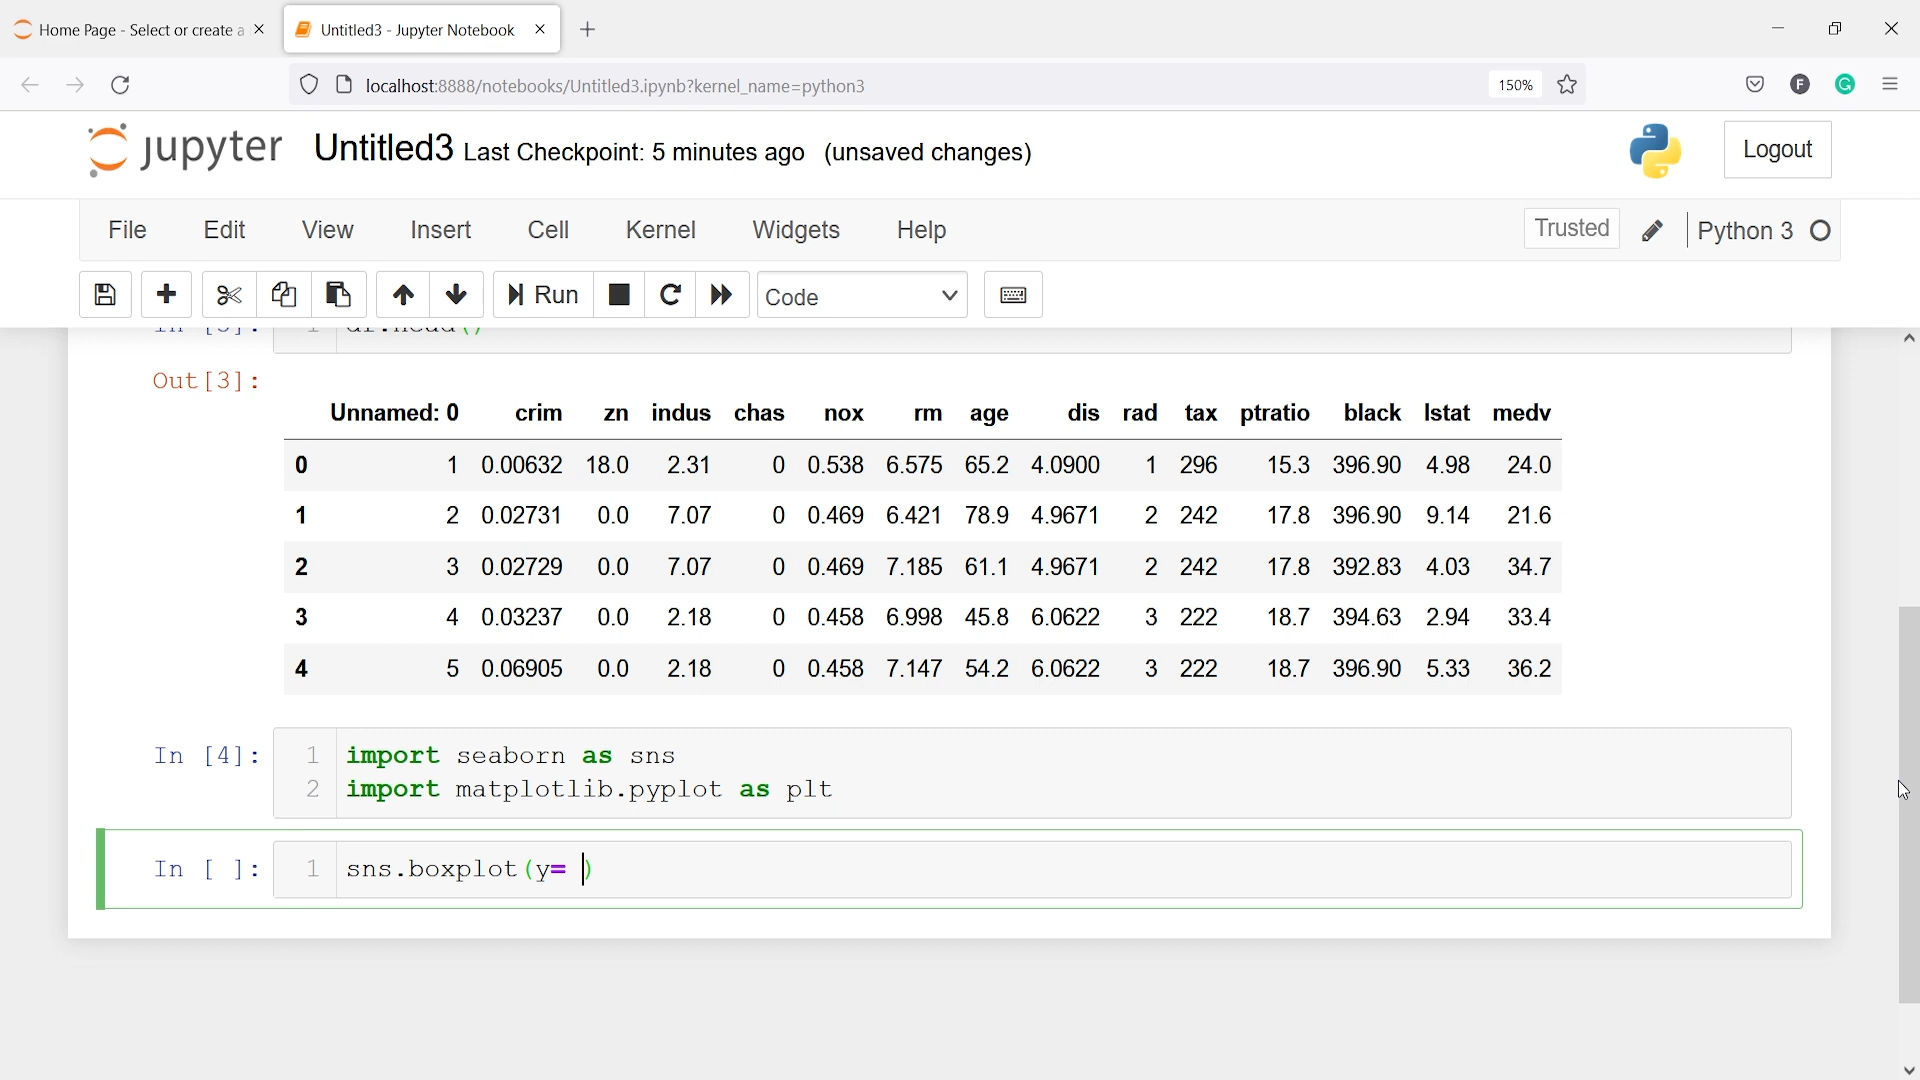 Home Page - Select or create a
Untitled3 - Jupyter Notebook
localhost:8888/notebooks/Untitled3.ipynb?kernel_name=python3
150%
F
G
jupyter Untitled3 Last Checkpoint: 5 minutes ago (unsaved changes)
Logout
File Edit View Insert Cell Kernel Widgets Help
Trusted
Python 3
Run
Code
In [3]: 1 df.head()
Out[3]:
Unnamed: 0 crim zn indus chas nox rm age dis rad tax ptratio black lstat medv
0 1 0.00632 18.0 2.31 0 0.538 6.575 65.2 4.0900 1 296 15.3 396.90 4.98 24.0
1 2 0.02731 0.0 7.07 0 0.469 6.421 78.9 4.9671 2 242 17.8 396.90 9.14 21.6
2 3 0.02729 0.0 7.07 0 0.469 7.185 61.1 4.9671 2 242 17.8 392.83 4.03 34.7
3 4 0.03237 0.0 2.18 0 0.458 6.998 45.8 6.0622 3 222 18.7 394.63 2.94 33.4
4 5 0.06905 0.0 2.18 0 0.458 7.147 54.2 6.0622 3 222 18.7 396.90 5.33 36.2
In [4]: 1 import seaborn as sns
2 import matplotlib.pyplot as plt
In [ ]: 1 sns.boxplot(y= )